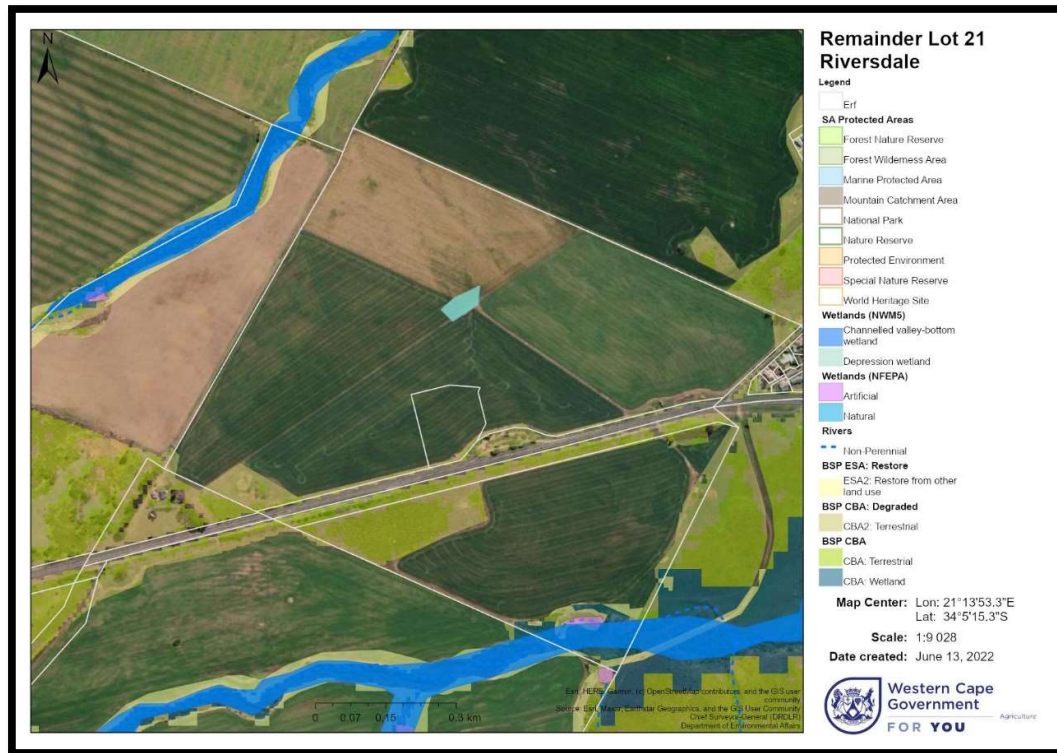 N
Remainder Lot 21
Riversdale
Legend
Erf
SA Protected Areas
Forest Nature Reserve
Forest Wilderness Area
Marine Protected Area
Mountain Catchment Area
National Park
Nature Reserve
Protected Environment
Special Nature Reserve
World Heritage Site
Wetlands (NWM5)
Channelled valley-bottom
wetland
Depression wetland
Wetlands (NFEPA)
Artificial
Natural
Rivers
Non-Perennial
BSP ESA: Restore
ESA2: Restore from other
land use
BSP CBA: Degraded
CBA2: Terrestrial
BSP CBA
CBA: Terrestrial
CBA: Wetland
Map Center: Lon: 21°13'53.3"E
Lat: 34°5'15.3"S
Scale: 1:9 028
Date created: June 13, 2022
0 0,07 0,15 0,3 km
Esri, HERE, Garmin, (c) OpenStreetMap contributors, and the GIS user
community
Source: Esri, Maxar, Earthstar Geographics, and the GIS User Community
Chief Surveyor-General (DRDLR)
Department of Environmental Affairs
Western Cape
Government
Agriculture
FOR YOU